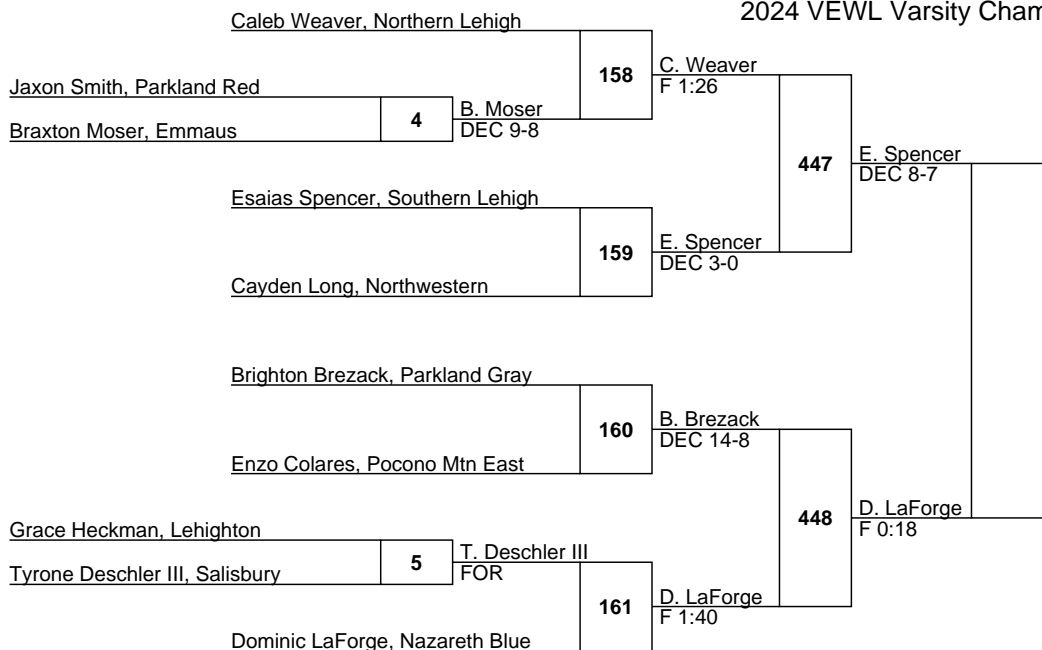 2024 VEWL Varsity Cham
Caleb Weaver, Northern Lehigh
158
C. Weaver
F 1:26
Jaxon Smith, Parkland Red
4
B. Moser
DEC 9-8
Braxton Moser, Emmaus
447
E. Spencer
DEC 8-7
Esaias Spencer, Southern Lehigh
159
E. Spencer
DEC 3-0
Cayden Long, Northwestern
Brighton Brezack, Parkland Gray
160
B. Brezack
DEC 14-8
Enzo Colares, Pocono Mtn East
448
D. LaForge
F 0:18
Grace Heckman, Lehighton
5
T. Deschler III
FOR
Tyrone Deschler III, Salisbury
161
D. LaForge
F 1:40
Dominic LaForge, Nazareth Blue